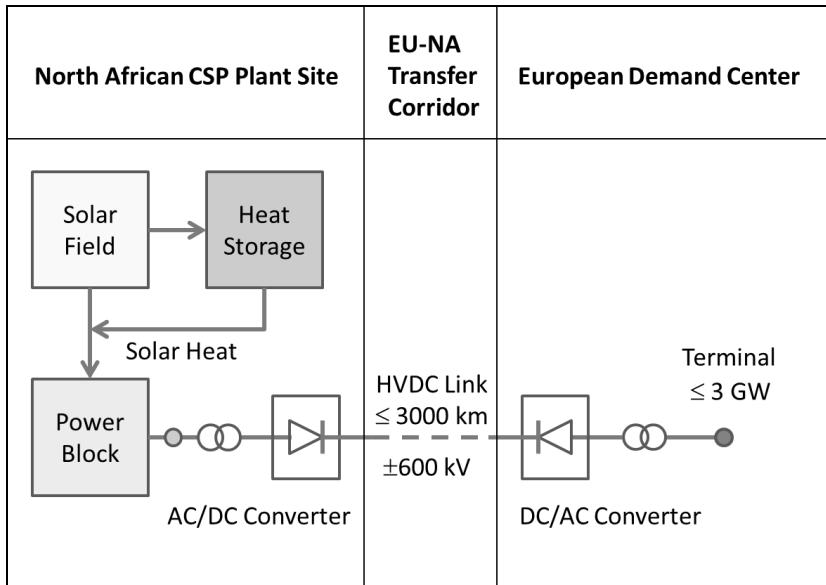 North African CSP Plant Site
EU-NA
Transfer
Corridor
European Demand Center
Solar
Field
Heat
Storage
Solar Heat
Power
Block
AC/DC Converter
HVDC Link
≤ 3000 km
±600 kV
Terminal
≤ 3 GW
DC/AC Converter